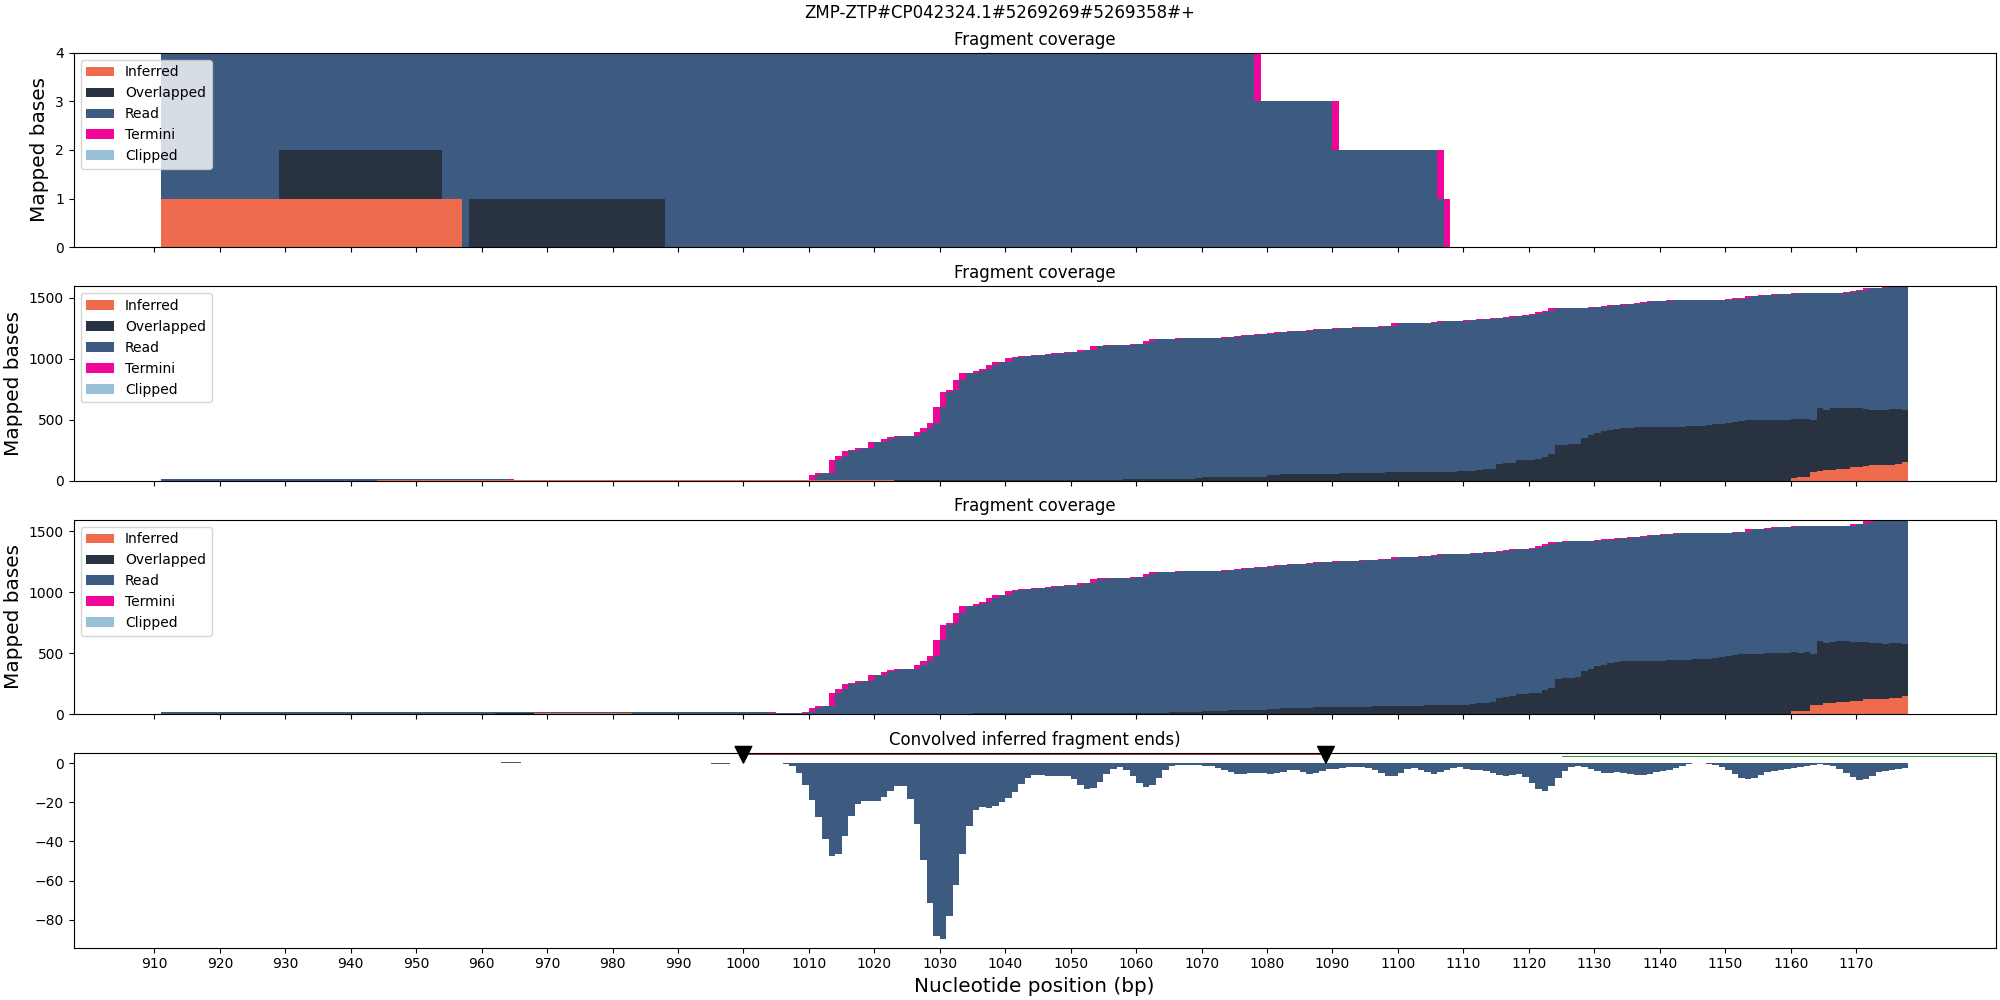 ZMP-ZTP#CP042324.1#5269269#5269358#+
Fragment coverage
Mapped bases
4
3
2
1
0
Inferred
Overlapped
Read
Termini
Clipped
Fragment coverage
Mapped bases
1500
1000
500
0
Inferred
Overlapped
Read
Termini
Clipped
Fragment coverage
Mapped bases
1500
1000
500
0
Inferred
Overlapped
Read
Termini
Clipped
Convolved inferred fragment ends)
0
−20
−40
−60
−80
910 920 930 940 950 960 970 980 990 1000 1010 1020 1030 1040 1050 1060 1070 1080 1090 1100 1110 1120 1130 1140 1150 1160 1170
Nucleotide position (bp)